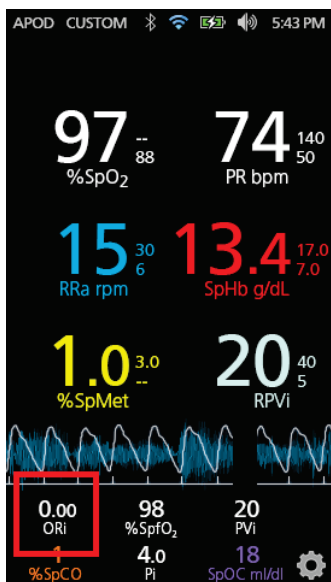 APOD CUSTOM 5:43 PM
97 -- 88 74 140 50
%SpO2 PR bpm
15 30 6 13.4 17.0 7.0
RRa rpm SpHb g/dL
1.0 3.0 -- 20 40 5
%SpMet RPVi
0.00 98 20
ORi %SpfO2 PVi
1 4.0 18
%SpCO Pi SpOC ml/dl